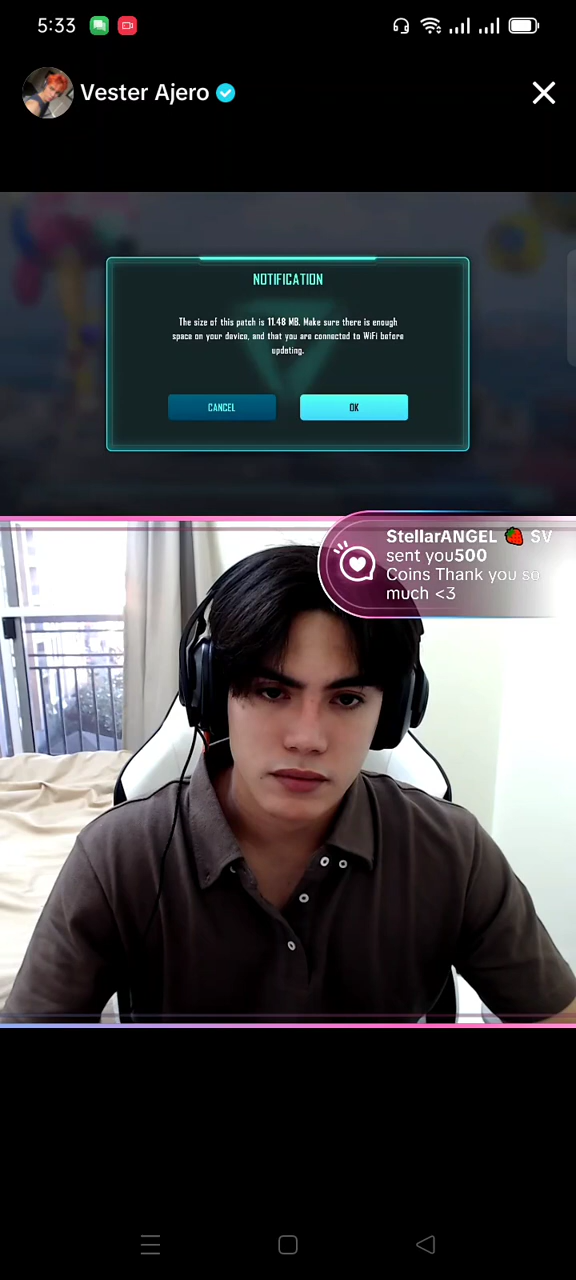 5:33
Vester Ajero
NOTIFICATION
The size of this patch is 11.48 MB. Make sure there is enough
space on your device, and that you are connected to WiFi before
updating.
CANCEL
OK
StellarANGEL 🍓 SV
sent you500
Coins Thank you so
much <3